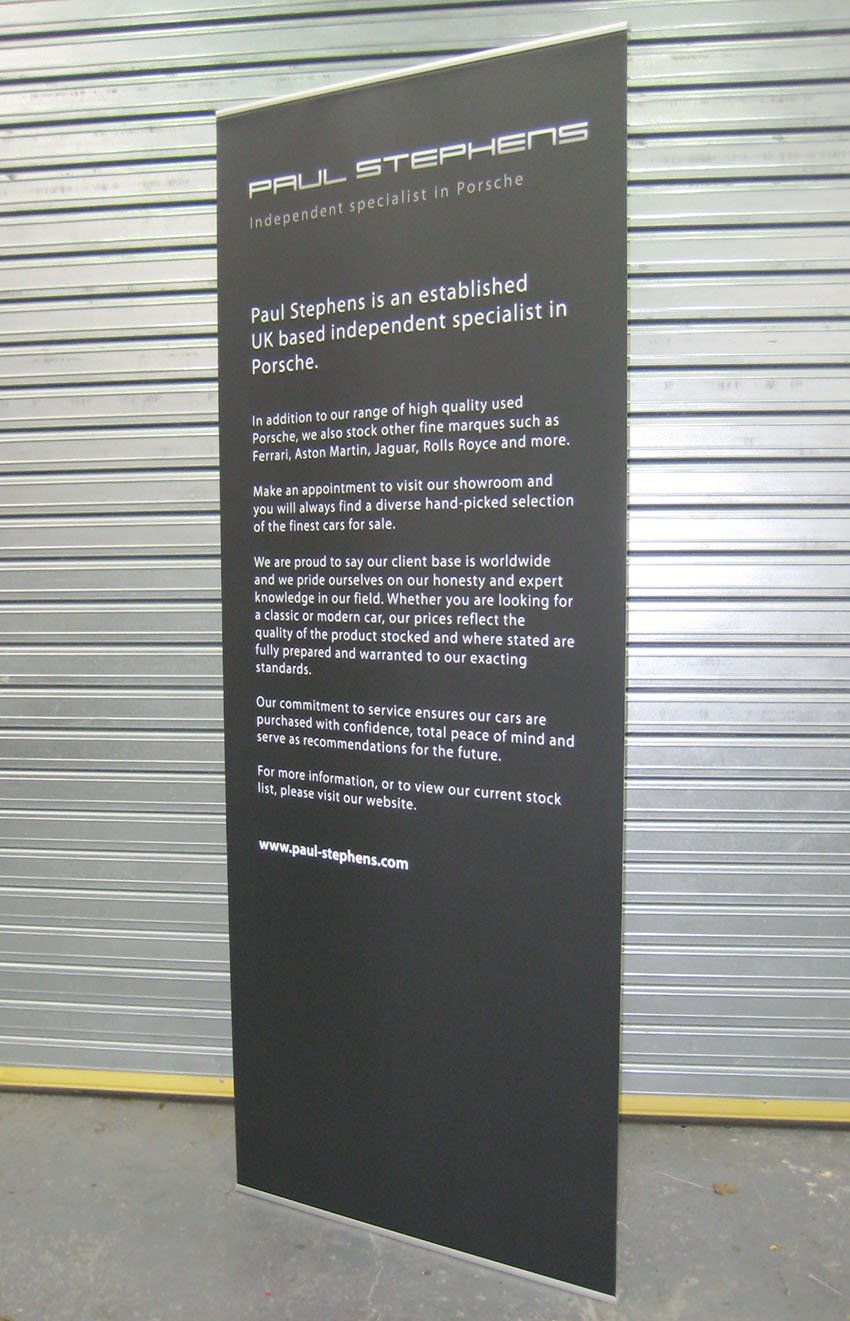 PAUL STEPHENS
Independent specialist in Porsche
Paul Stephens is an established
UK based independent specialist in
Porsche.
In addition to our range of high quality used
Porsche, we also stock other fine marques such as
Ferrari, Aston Martin, Jaguar, Rolls Royce and more.
Make an appointment to visit our showroom and
you will always find a diverse hand-picked selection
of the finest cars for sale.
We are proud to say our client base is worldwide
and we pride ourselves on our honesty and expert
knowledge in our field. Whether you are looking for
a classic or modern car, our prices reflect the
quality of the product stocked and where stated are
fully prepared and warranted to our exacting
standards.
Our commitment to service ensures our cars are
purchased with confidence, total peace of mind and
serve as recommendations for the future.
For more information, or to view our current stock
list, please visit our website.
www.paul-stephens.com